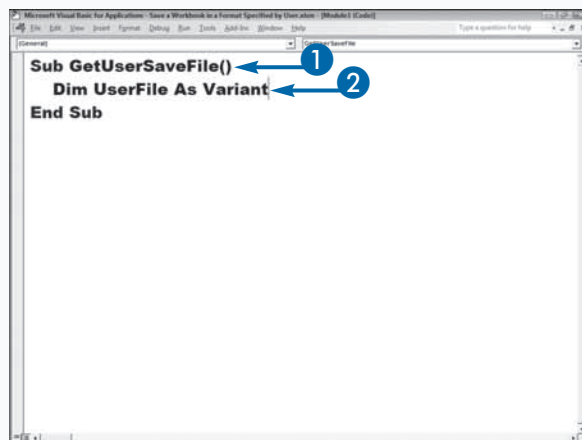 Microsoft Visual Basic for Applications - Save a Workbook in a Format Specified by User.xlsm - [Module1 (Code)]
File Edit View Insert Format Debug Run Tools Add-Ins Window Help Type a question for help
(General) GetUserSaveFile
Sub GetUserSaveFile() 1
Dim UserFile As Variant 2
End Sub